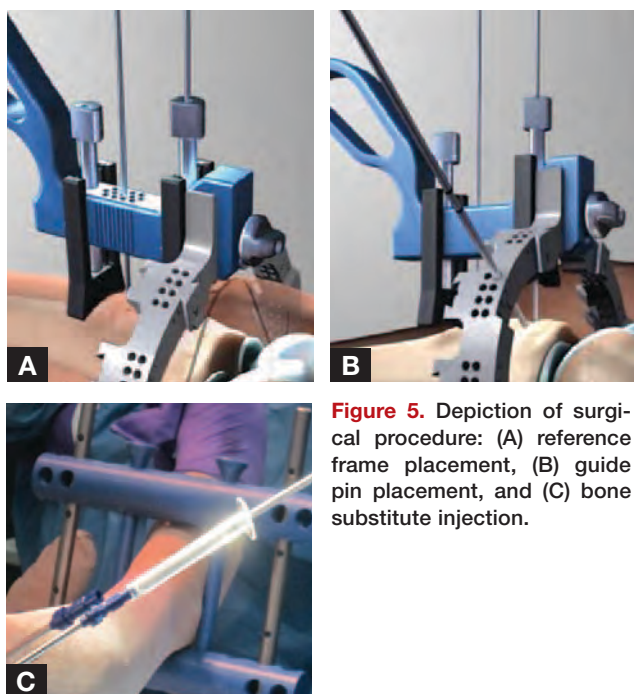 A
B
C
Figure 5. Depiction of surgi-
cal procedure: (A) reference
frame placement, (B) guide
pin placement, and (C) bone
substitute injection.